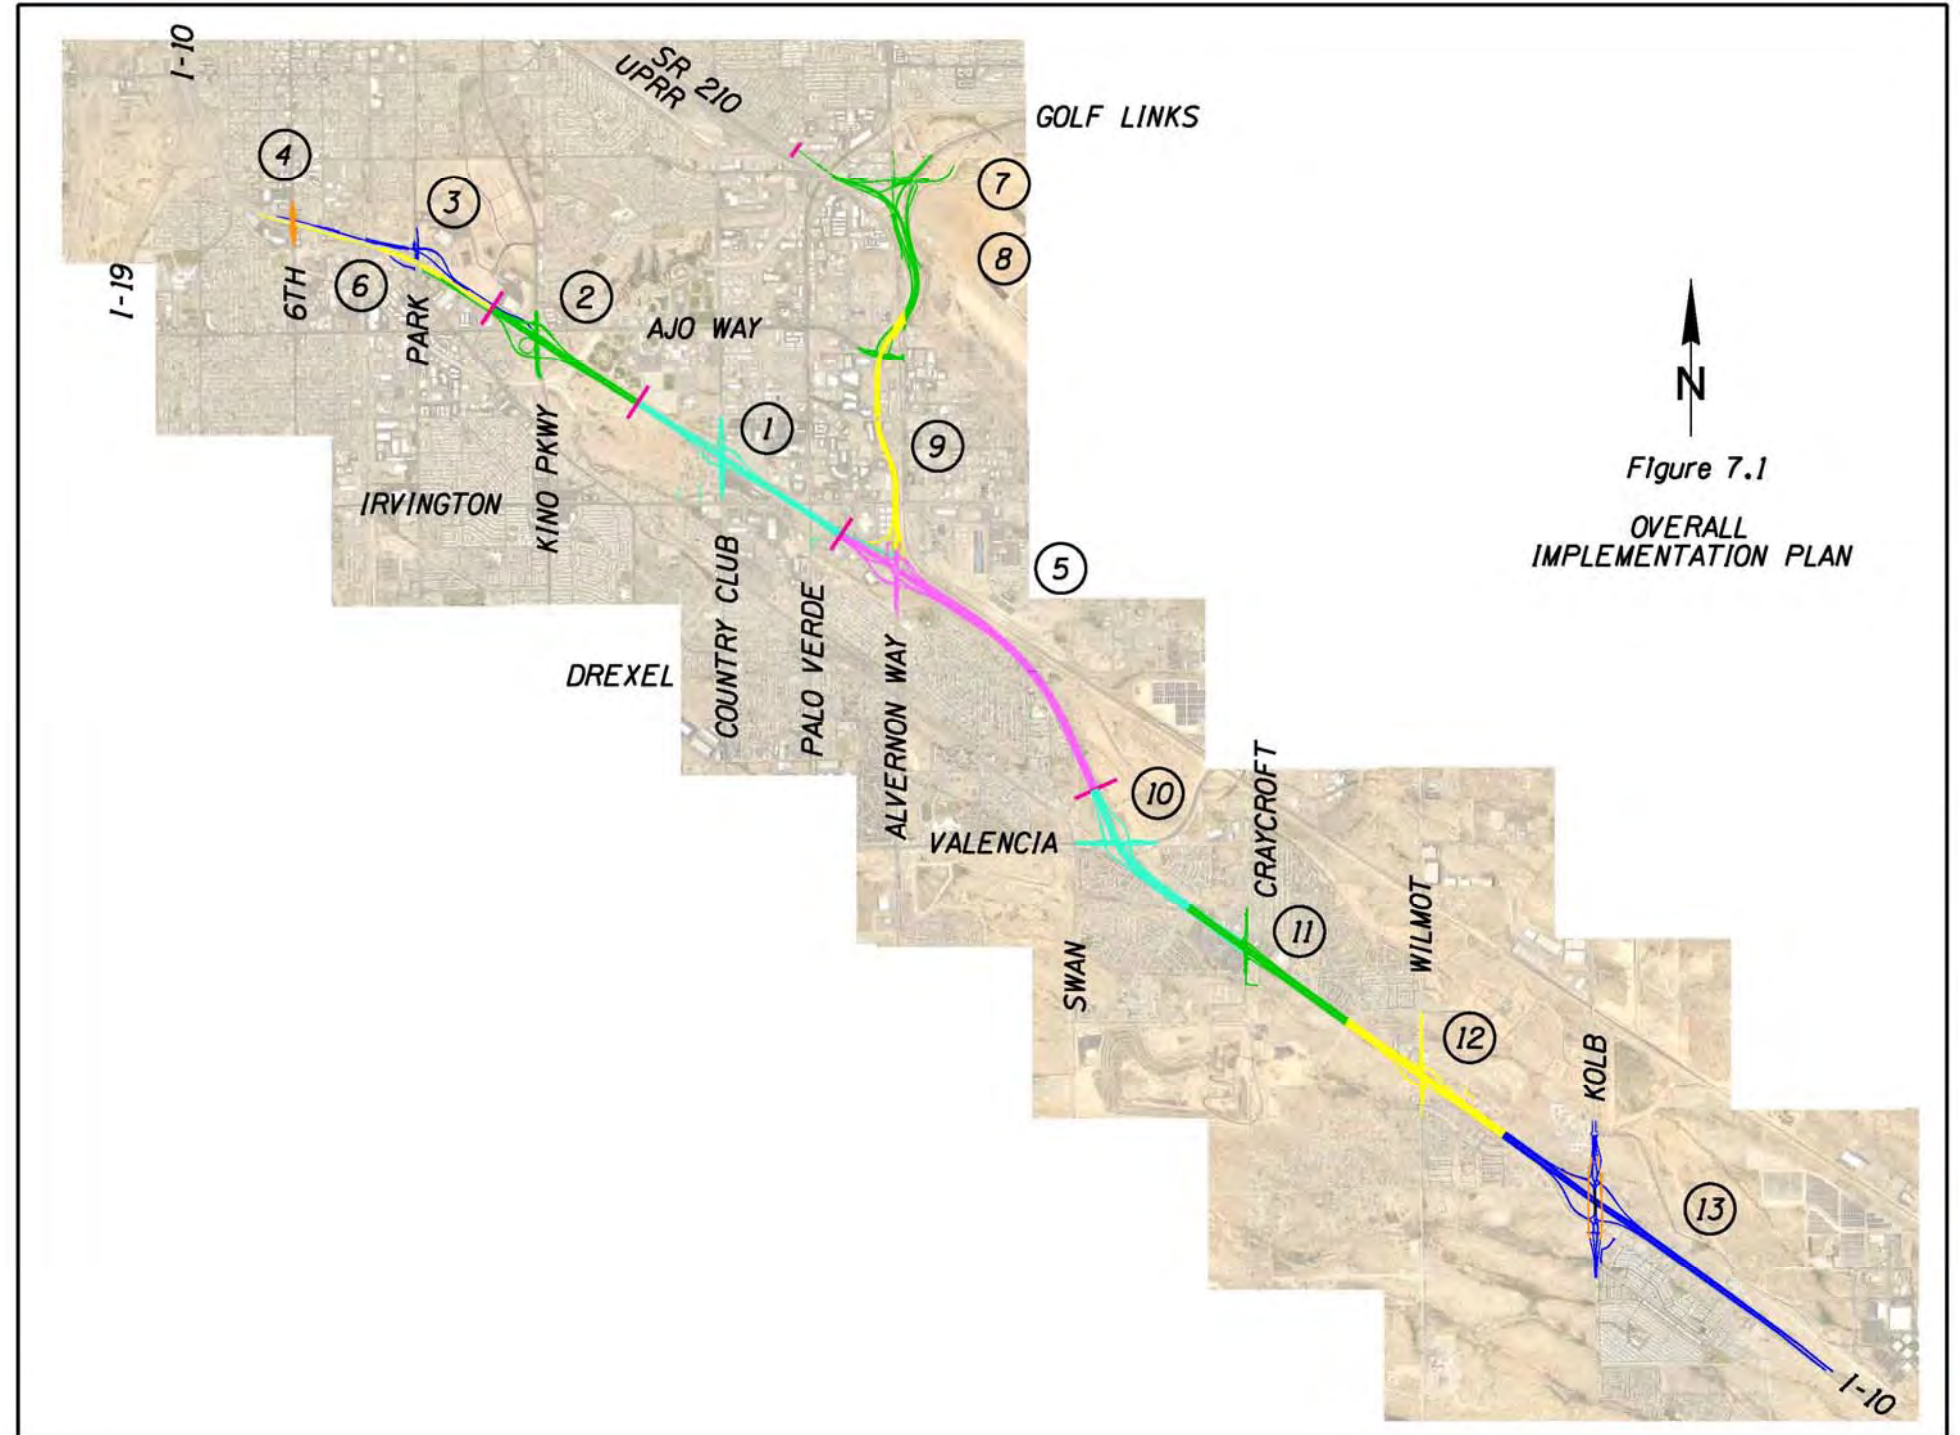 I-10
SR 210
UPRR
GOLF LINKS
4
7
3
8
I-19
6TH
6
2
PARK
AJO WAY
N
1
9
Figure 7.1
KINO PKWY
IRVINGTON
OVERALL
IMPLEMENTATION PLAN
5
COUNTRY CLUB
PALO VERDE
DREXEL
ALVERNON WAY
10
CRAYCROFT
VALENCIA
11
WILMOT
SWAN
12
KOLB
13
I-10